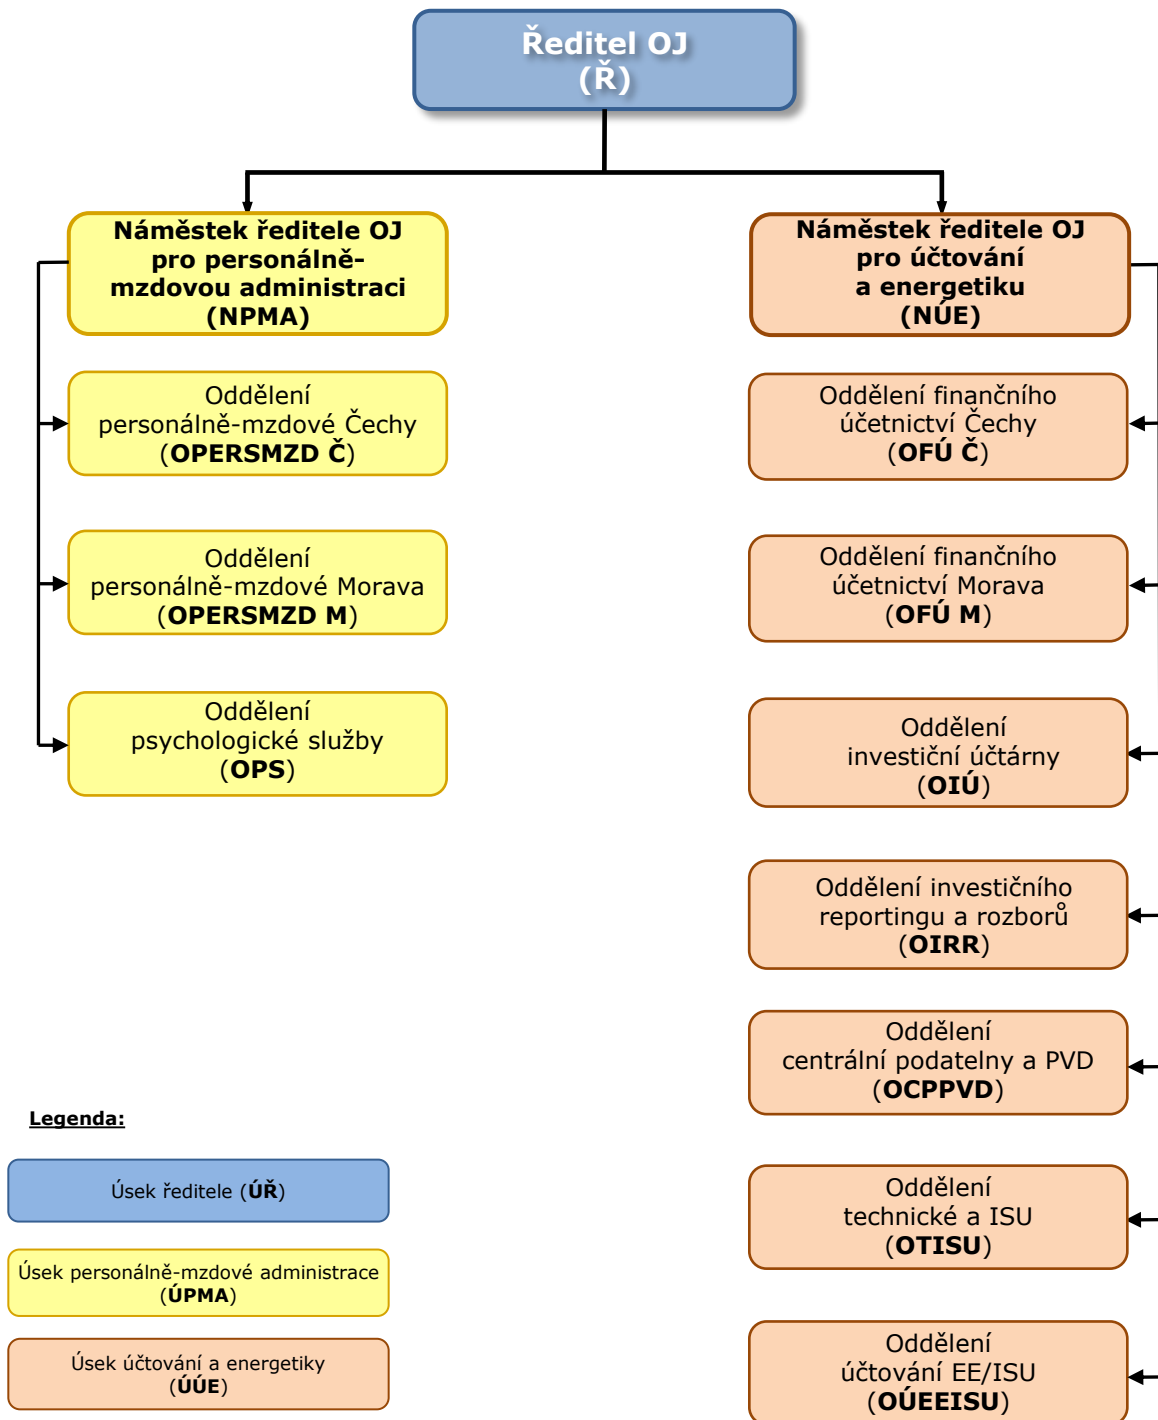 Ředitel OJ
(Ř)
Náměstek ředitele OJ
pro personálně-
mzdovou administraci
(NPMA)
Oddělení
personálně-mzdové Čechy
(OPERSMZD Č)
Oddělení
personálně-mzdové Morava
(OPERSMZD M)
Oddělení
psychologické služby
(OPS)
Náměstek ředitele OJ
pro účtování
a energetiku
(NÚE)
Oddělení finančního
účetnictví Čechy
(OFÚ Č)
Oddělení finančního
účetnictví Morava
(OFÚ M)
Oddělení
investiční účtárny
(OIÚ)
Oddělení investičního
reportingu a rozborů
(OIRR)
Oddělení
centrální podatelny a PVD
(OCPPVD)
Oddělení
technické a ISU
(OTISU)
Oddělení
účtování EE/ISU
(OÚEEISU)
Legenda:
Úsek ředitele (ÚŘ)
Úsek personálně-mzdové administrace
(ÚPMA)
Úsek účtování a energetiky
(ÚÚE)